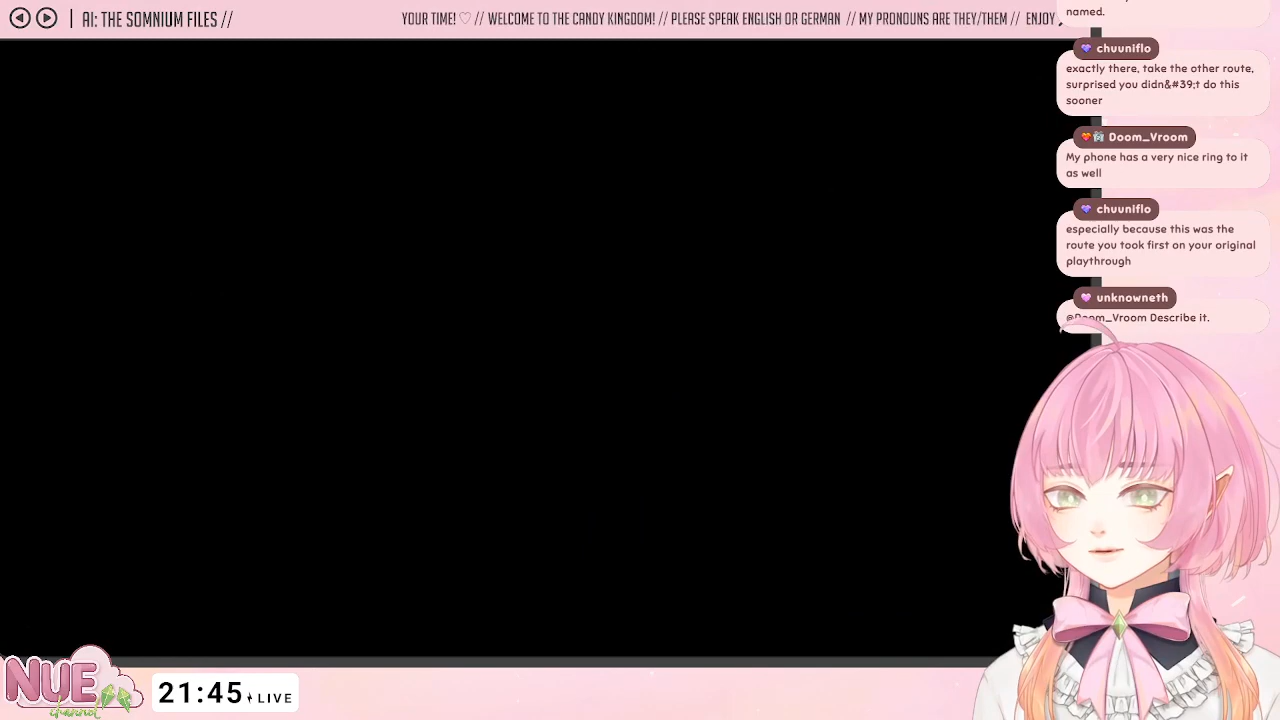 AI: THE SOMNIUM FILES //
YOUR TIME! ♡ // WELCOME TO THE CANDY KINGDOM! // PLEASE SPEAK ENGLISH OR GERMAN // MY PRONOUNS ARE THEY/THEM // ENJOY
named.
chuuniflo
exactly there, take the other route,
surprised you didn&#39;t do this
sooner
Doom_Vroom
My phone has a very nice ring to it
as well
chuuniflo
especially because this was the
route you took first on your original
playthrough
unknowneth
@Doom_Vroom Describe it.
NUE
channel
21:45 LIVE